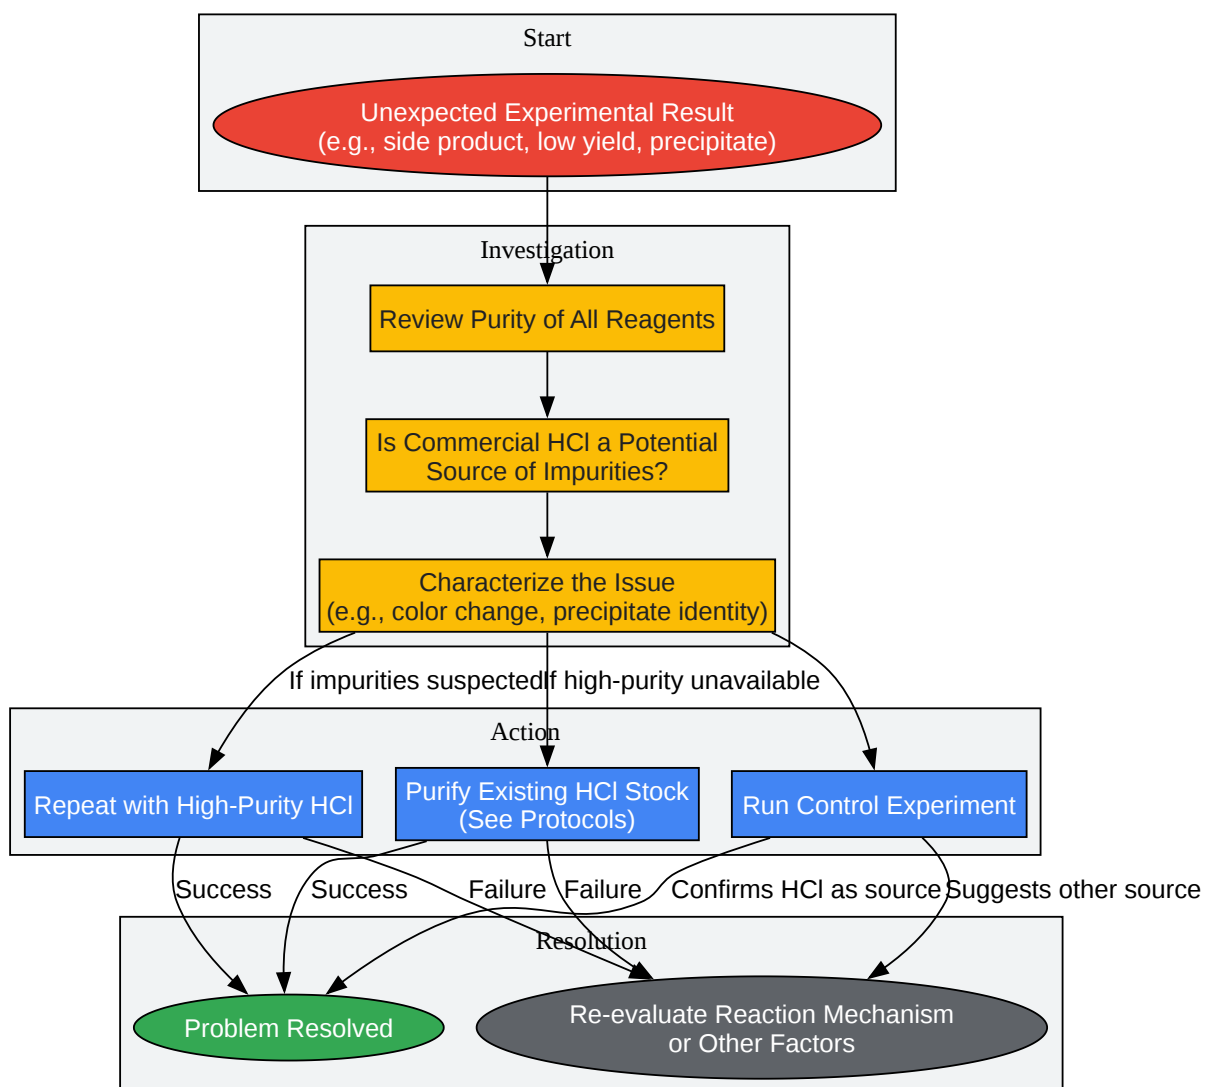 Start
Unexpected Experimental Result
(e.g., side product, low yield, precipitate)
Investigation
Review Purity of All Reagents
Is Commercial HCl a Potential
Source of Impurities?
Characterize the Issue
(e.g., color change, precipitate identity)
If impurities suspected
If high-purity unavailable
Action
Repeat with High-Purity HCl
Purify Existing HCl Stock
(See Protocols)
Run Control Experiment
Success
Success
Failure
Failure
Confirms HCl as source
Suggests other source
Resolution
Problem Resolved
Re-evaluate Reaction Mechanism
or Other Factors